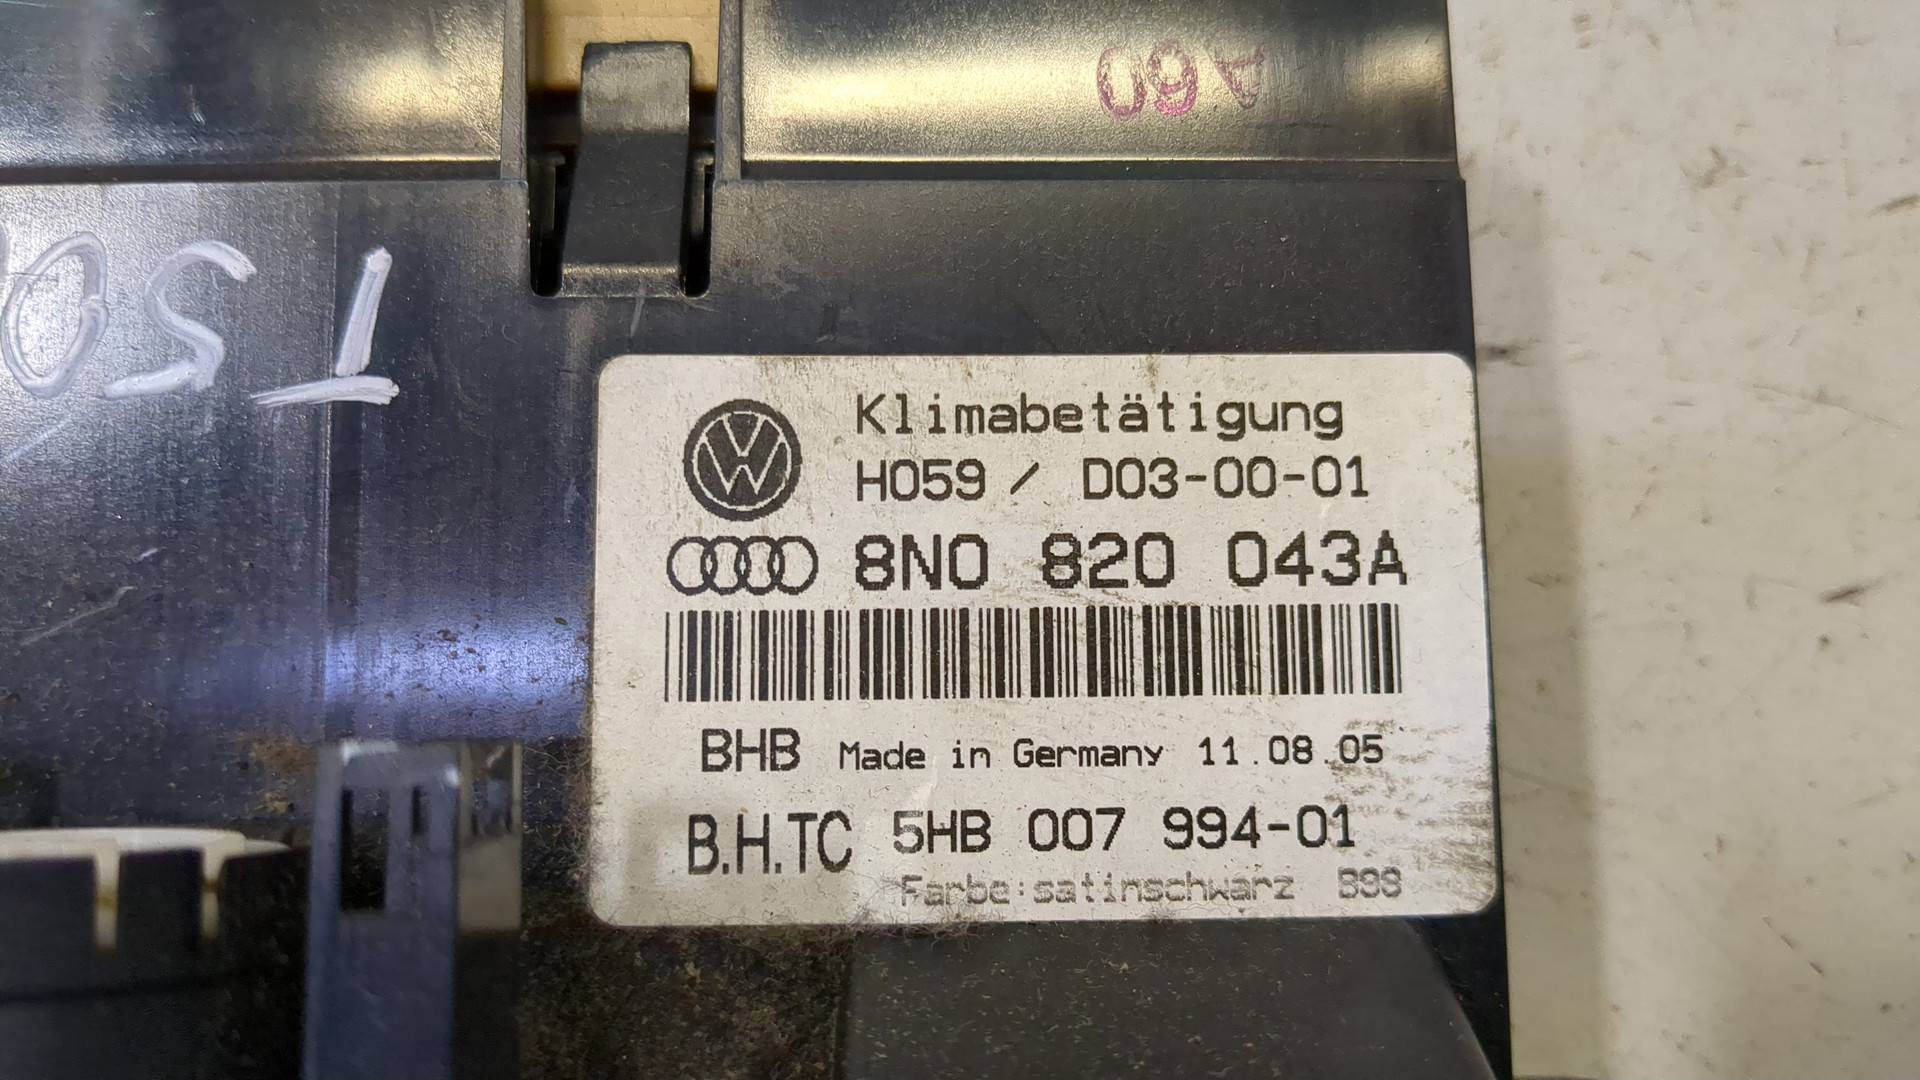 A60
T50
Klimabetätigung
H059 / D03-00-01
8N0 820 043A
BHB Made in Germany 11.08.05
B.H.TC 5HB 007 994-01
Farbe:satinschwarz B98